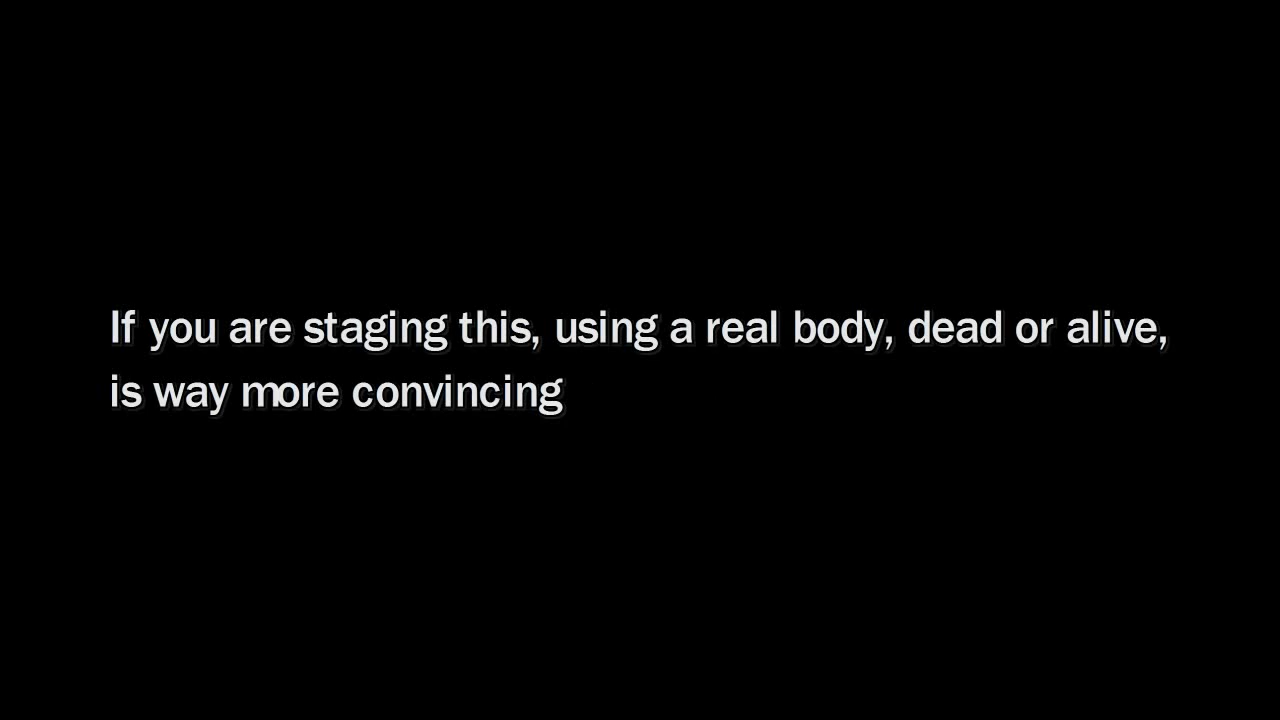 If you are staging this, using a real body, dead or alive,
is way more convincing